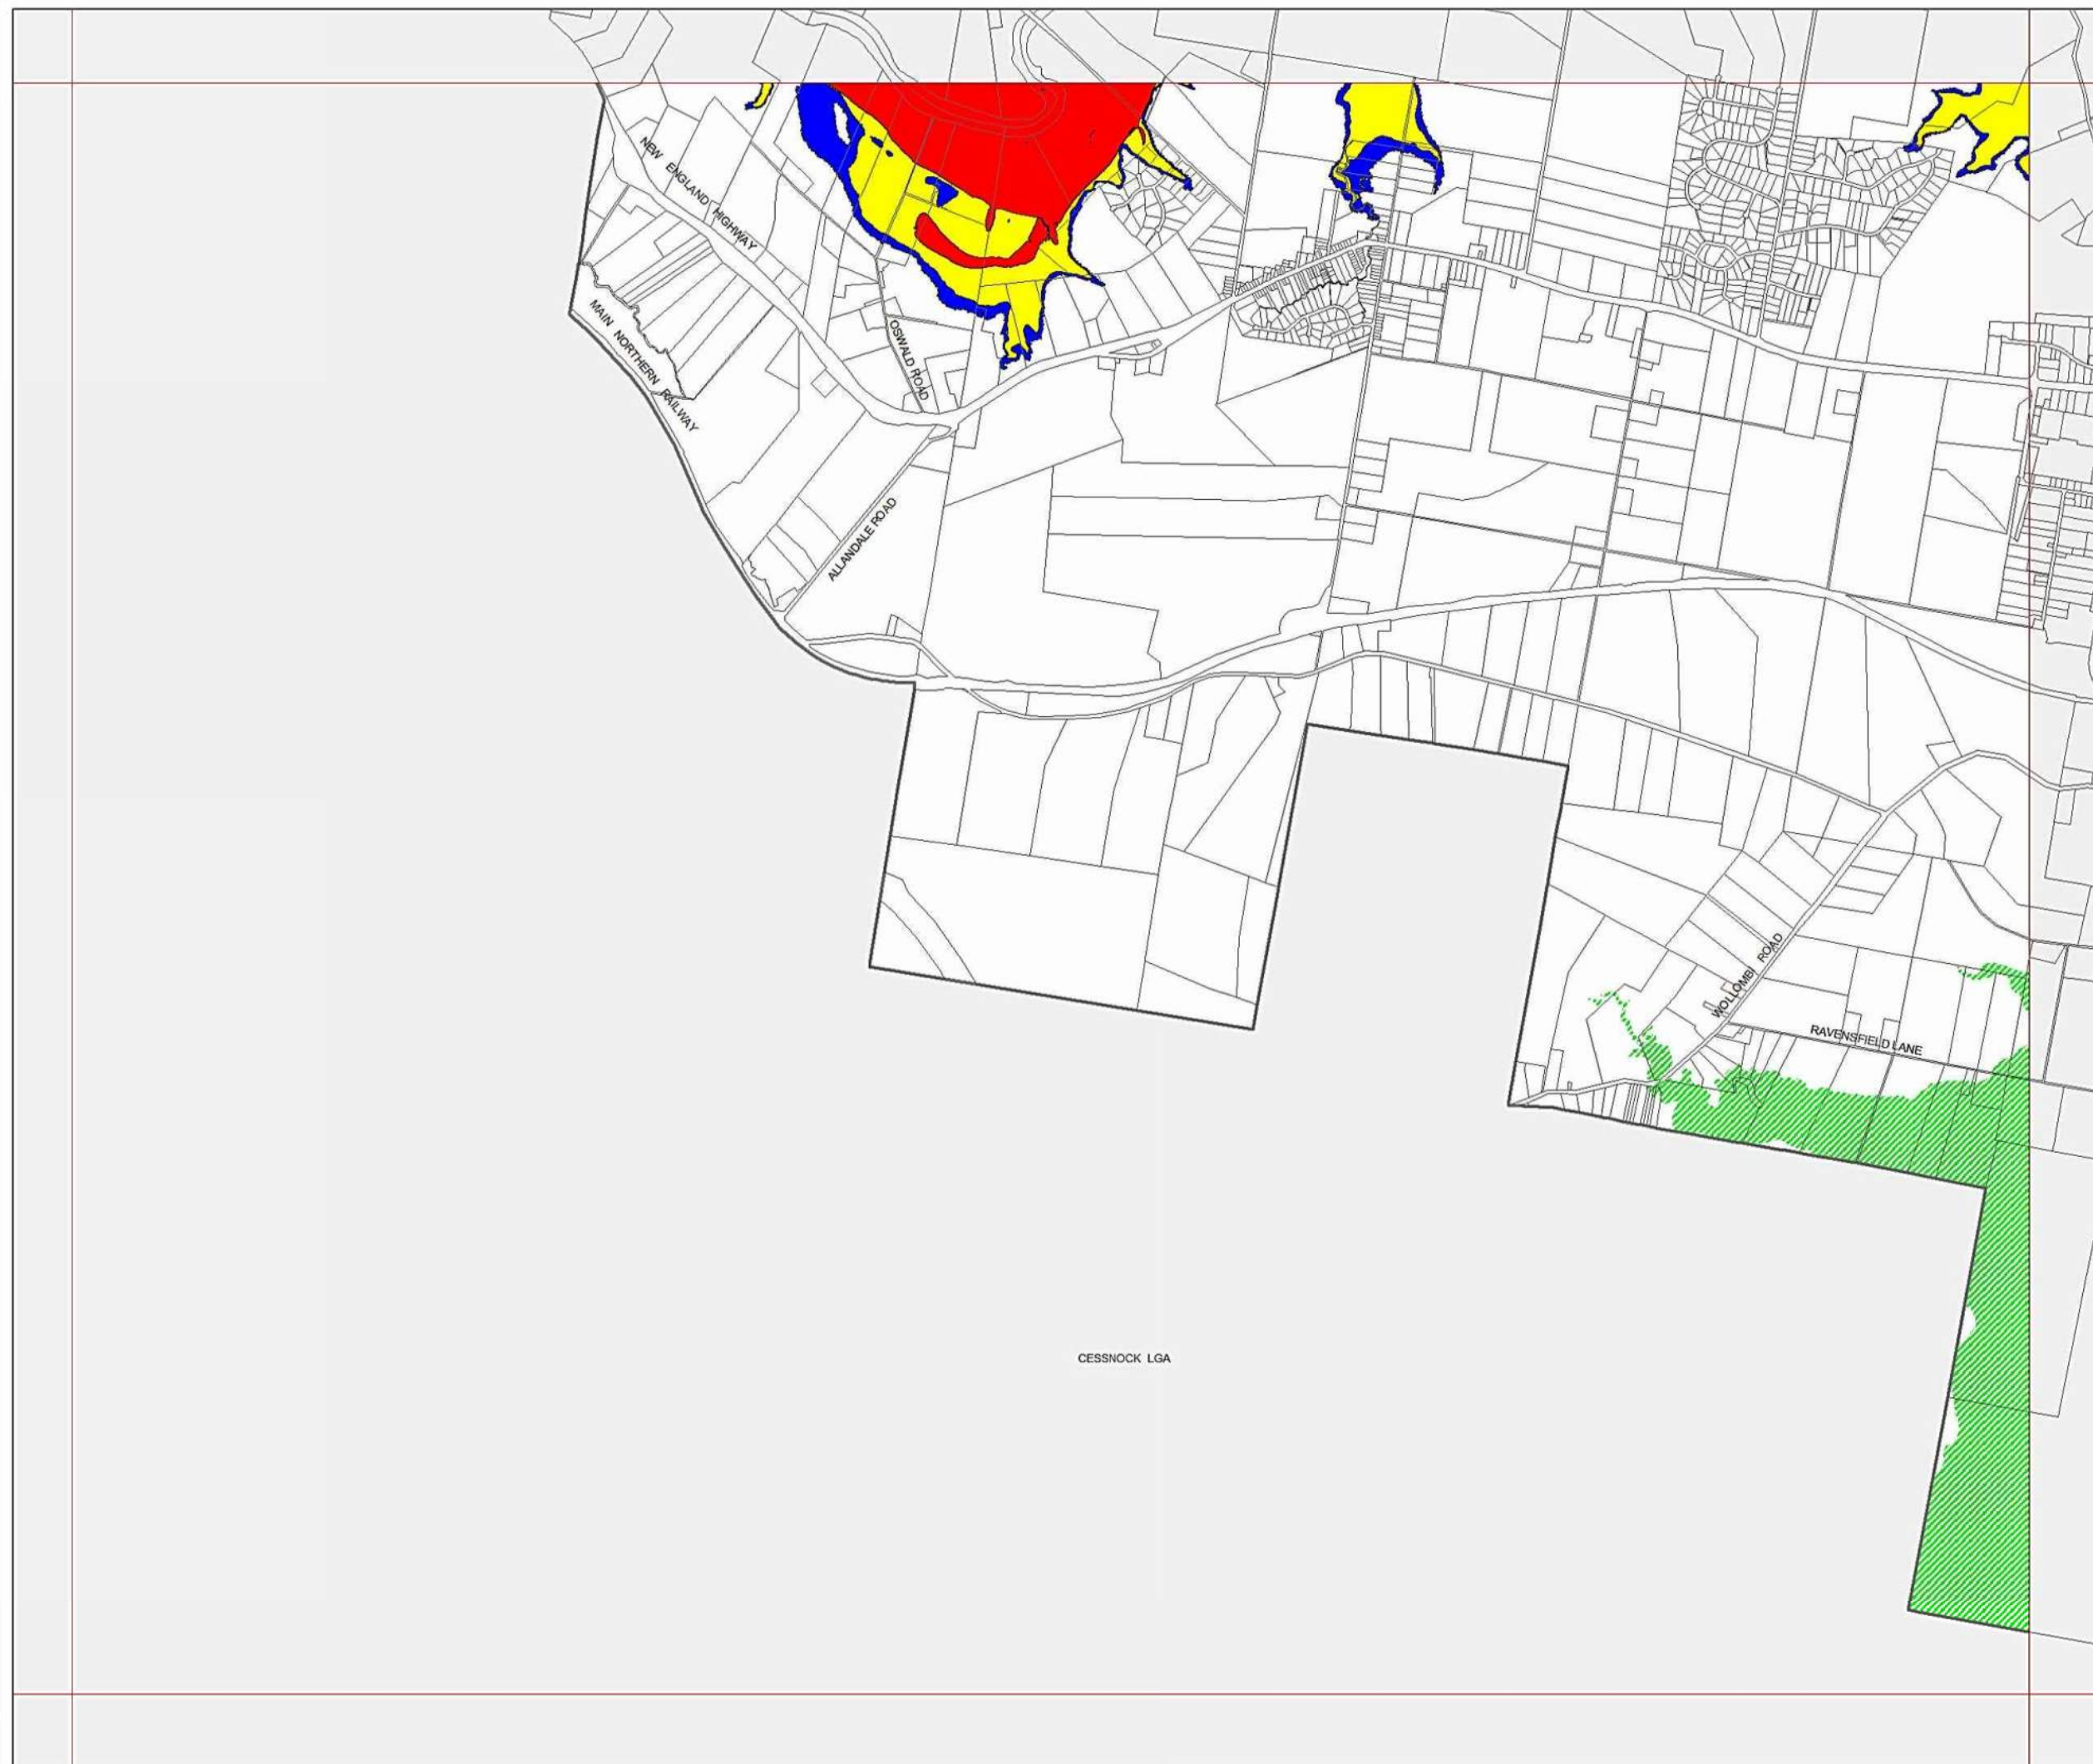 NEW ENGLAND HIGHWAY
MAIN NORTHERN RAILWAY
OSWALD ROAD
ALLANDALE ROAD
WOLLOMBI ROAD
RAVENSFIELD LANE
CESSNOCK LGA